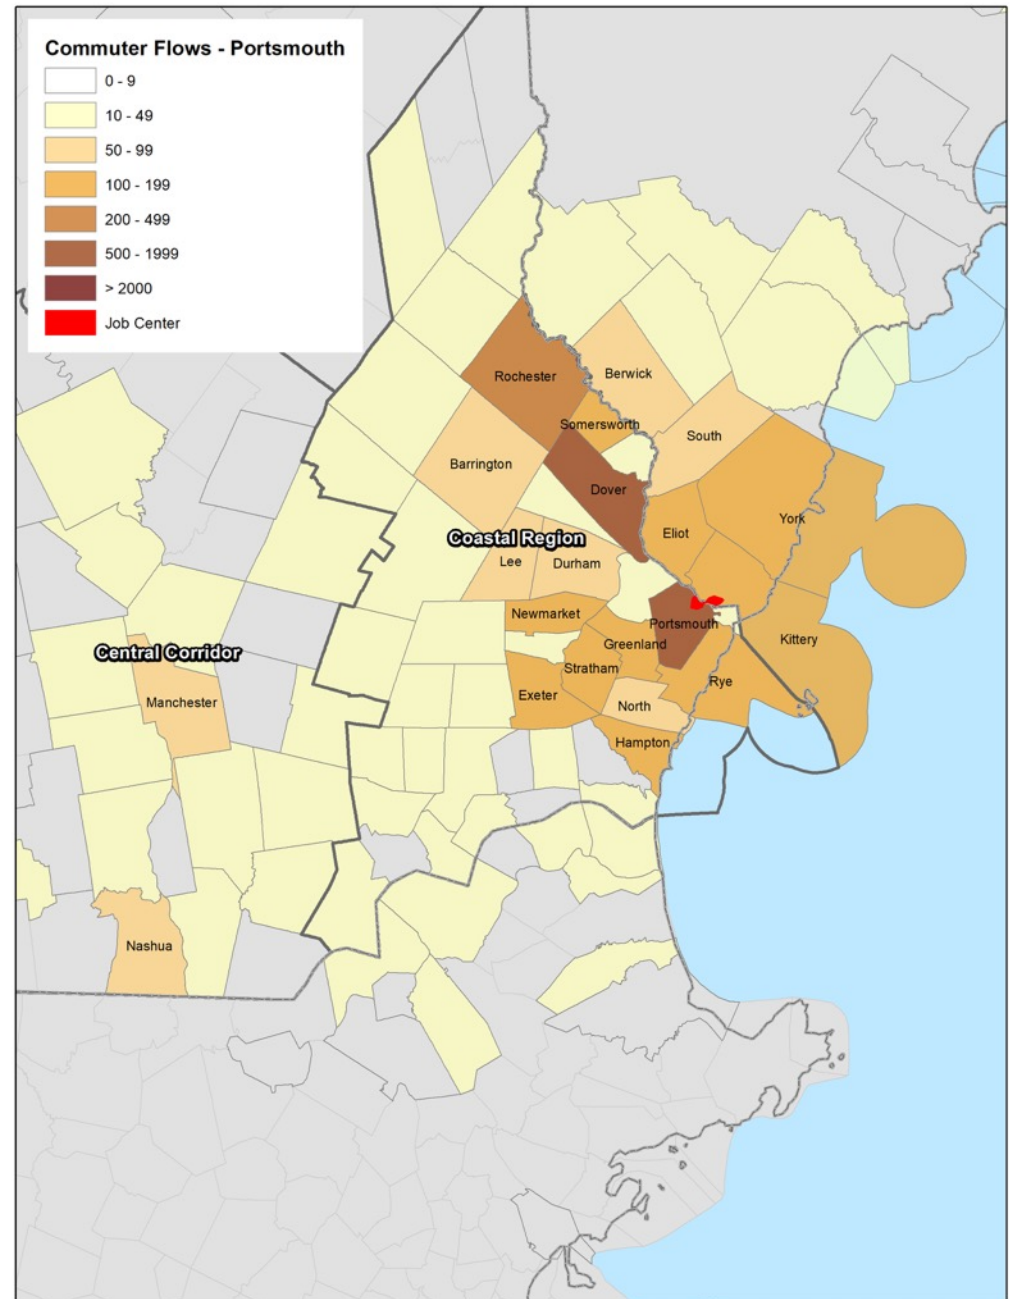 Commuter Flows - Portsmouth
0 - 9
10 - 49
50 - 99
100 - 199
200 - 499
500 - 1999
> 2000
Job Center
Rochester
Berwick
Somersworth
South
Barrington
Dover
York
Coastal Region
Eliot
Lee
Durham
Newmarket
Portsmouth
Kittery
Greenland
Central Corridor
Stratham
Rye
Exeter
Manchester
North
Hampton
Nashua